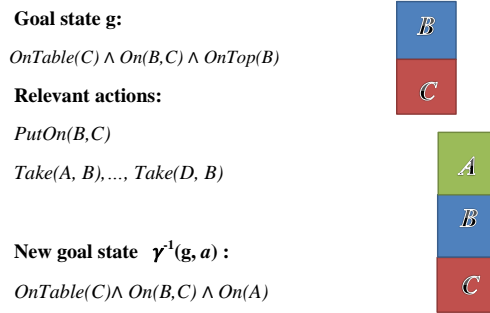 Goal state g:
OnTable(C) ∧ On(B,C) ∧ OnTop(B)
Relevant actions:
PutOn(B,C)
Take(A, B),..., Take(D, B)
New goal state γ⁻¹(g, a) :
OnTable(C)∧ On(B,C) ∧ On(A)
B
C
A
B
C